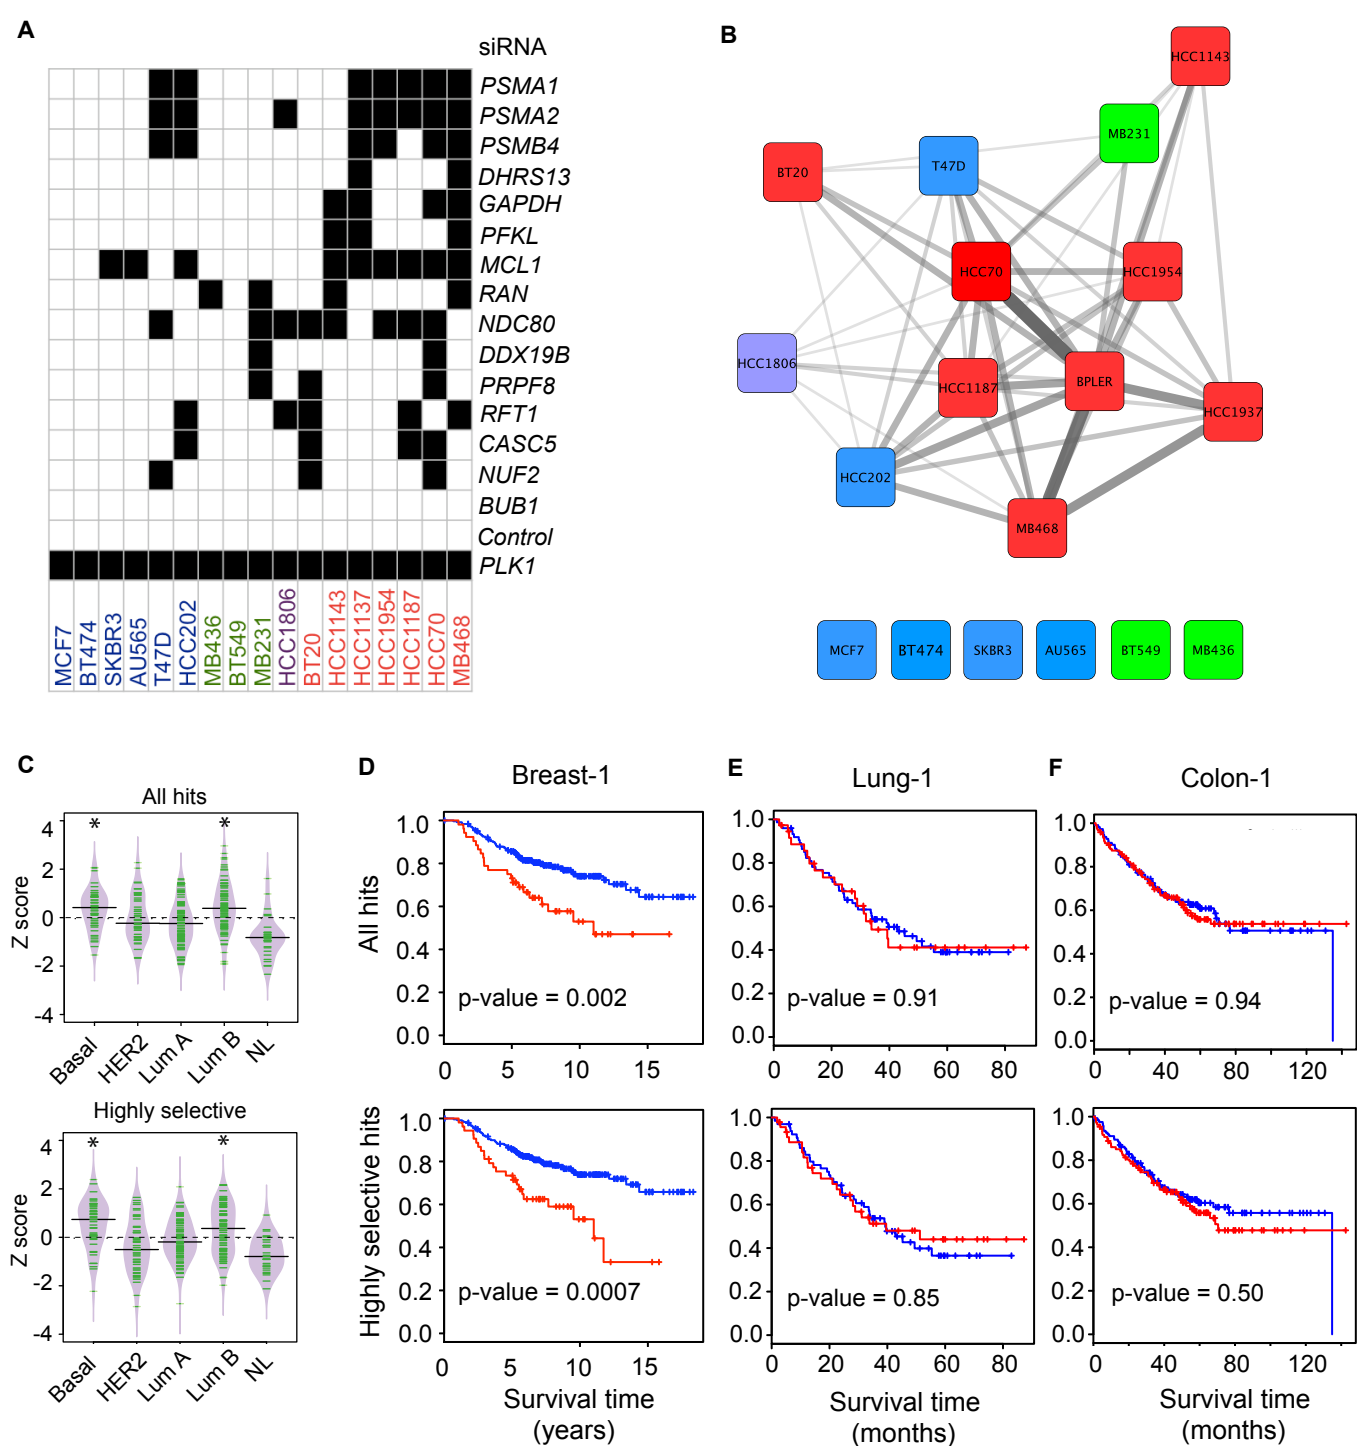 A
siRNA
PSMA1
PSMA2
PSMB4
DHRS13
GAPDH
PFKL
MCL1
RAN
NDC80
DDX19B
PRPF8
RFT1
CASC5
NUF2
BUB1
Control
PLK1
MCF7
BT474
SKBR3
AU565
T47D
HCC202
MB436
BT549
MB231
HCC1806
BT20
HCC1143
HCC1137
HCC1954
HCC1187
HCC70
MB468
B
HCC1143
MB231
T47D
BT20
HCC70
HCC1954
HCC1806
HCC1187
BPLER
HCC1937
HCC202
MB468
MCF7
BT474
SKBR3
AU565
BT549
MB436
C
All hits
Z score
4
2
0
-2
-4
* *
Basal
HER2
Lum A
Lum B
NL
Highly selective
Z score
4
2
0
-2
-4
* *
Basal
HER2
Lum A
Lum B
NL
D
Breast-1
All hits
1.0
0.8
0.6
0.4
0.2
0.0
p-value = 0.002
0 5 10 15
Highly selective hits
1.0
0.8
0.6
0.4
0.2
0.0
p-value = 0.0007
0 5 10 15
Survival time
(years)
E
Lung-1
1.0
0.8
0.6
0.4
0.2
0.0
p-value = 0.91
0 20 40 60 80
1.0
0.8
0.6
0.4
0.2
0.0
p-value = 0.85
0 20 40 60 80
Survival time
(months)
F
Colon-1
1.0
0.8
0.6
0.4
0.2
0.0
p-value = 0.94
0 40 80 120
1.0
0.8
0.6
0.4
0.2
0.0
p-value = 0.50
0 40 80 120
Survival time
(months)